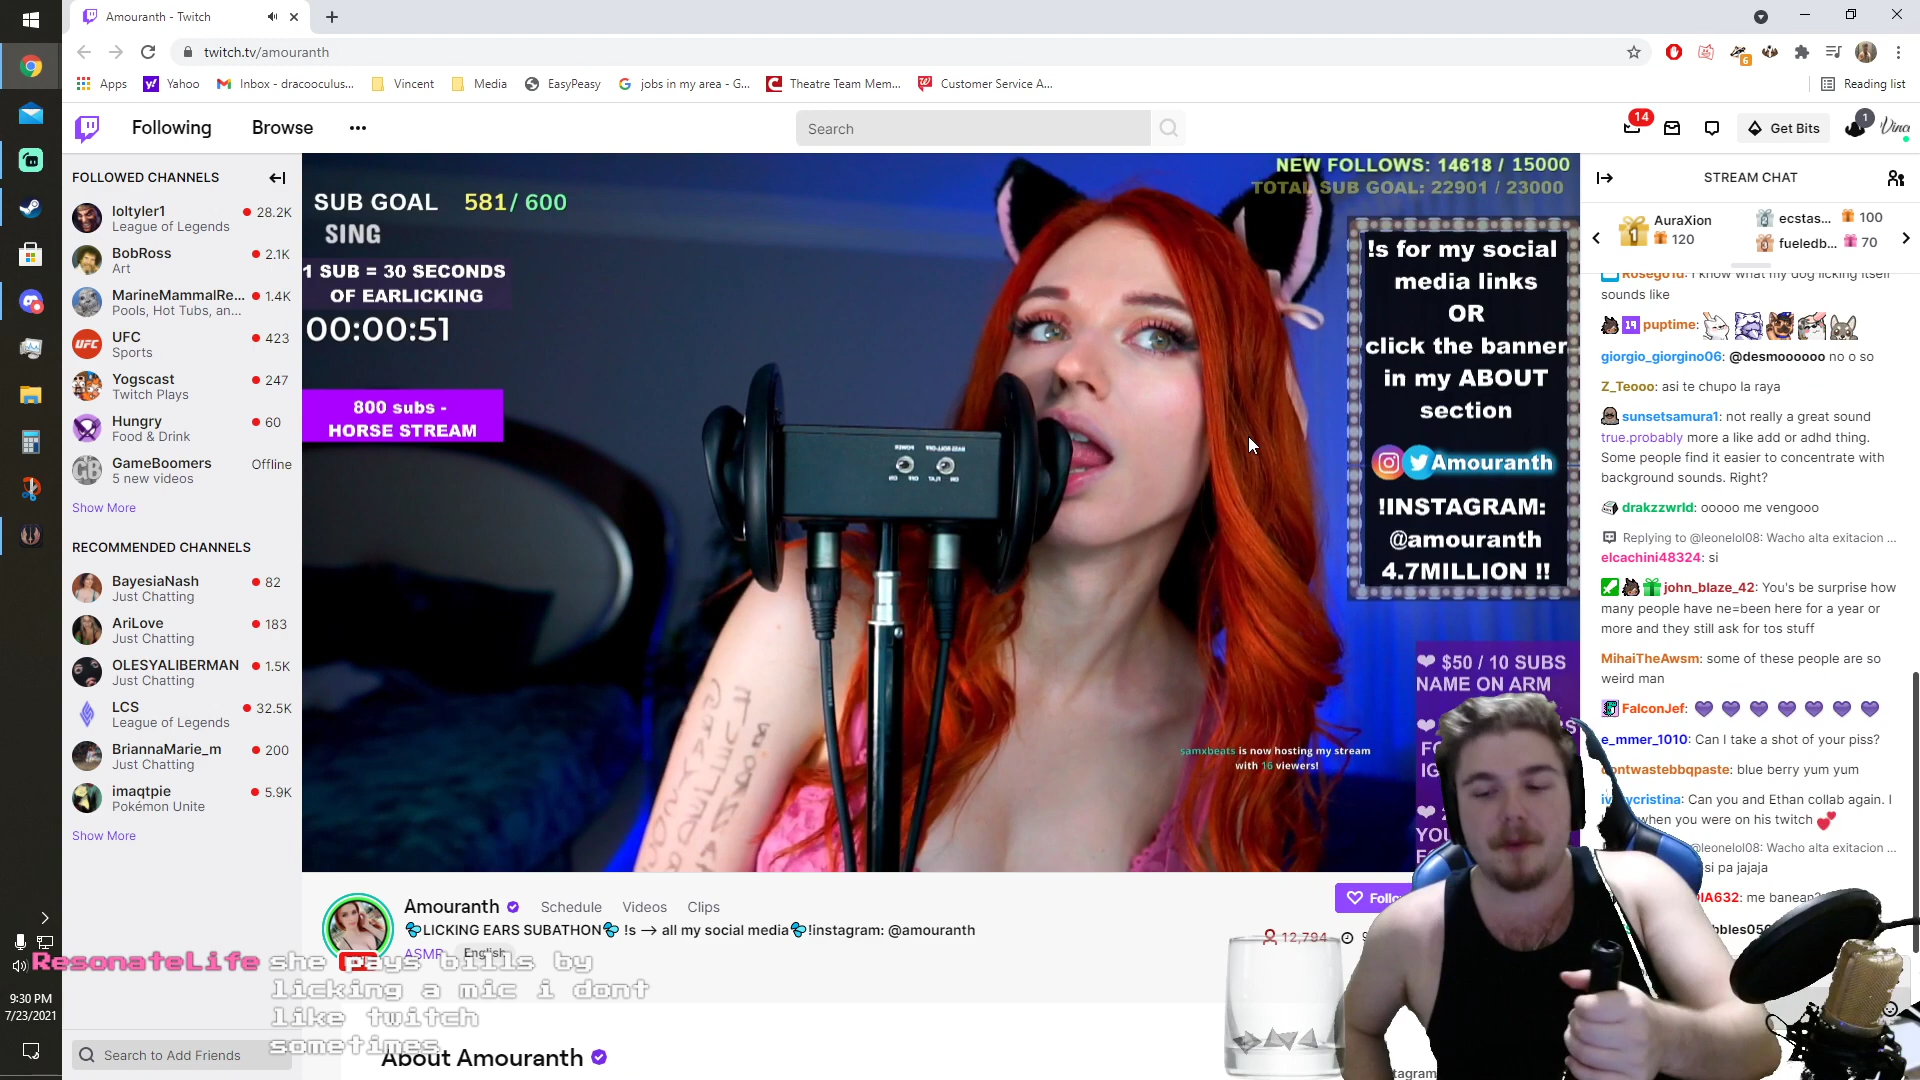 Amouranth - Twitch
twitch.tv/amouranth
6
Apps
Yahoo
Inbox - dracooculus...
Vincent
Media
EasyPeasy
jobs in my area - G...
Theatre Team Mem...
Customer Service A...
Reading list
Following
Browse
Search
14
Get Bits
1
FOLLOWED CHANNELS
loltyler1
28.2K
League of Legends
BobRoss
2.1K
Art
MarineMammalRe...
1.4K
Pools, Hot Tubs, an...
UFC
423
Sports
Yogscast
247
Twitch Plays
Hungry
60
Food & Drink
GameBoomers
Offline
5 new videos
Show More
RECOMMENDED CHANNELS
BayesiaNash
82
Just Chatting
AriLove
183
Just Chatting
OLESYALIBERMAN
1.5K
Just Chatting
LCS
32.5K
League of Legends
BriannaMarie_m
200
Just Chatting
imaqtpie
5.9K
Pokémon Unite
Show More
Search to Add Friends
9:30 PM
7/23/2021
SUB GOAL 581/ 600
SING
1 SUB = 30 SECONDS
OF EARLICKING
00:00:51
800 subs -
HORSE STREAM
NEW FOLLOWS: 14618 / 15000
TOTAL SUB GOAL: 22901 / 23000
!s for my social
media links
OR
click the banner
in my ABOUT
section
Amouranth
!INSTAGRAM:
@amouranth
4.7MILLION !!
$50 / 10 SUBS
NAME ON ARM
samxbeats is now hosting my stream
with 16 viewers!
Amouranth
Schedule
Videos
Clips
LICKING EARS SUBATHON !s --> all my social media !instagram: @amouranth
ASMR
English
12,794
ResonateLife she pays bills by
licking a mic i dont
like twitch
sometimes
About Amouranth
STREAM CHAT
1
AuraXion
120
ecstas...
100
fueledb...
70
Rosegold: I know what my dog licking itself
sounds like
puptime:
giorgio_giorgino06: @desmoooooo no o so
Z_Teooo: asi te chupo la raya
sunsetsamura1: not really a great sound
true.probably more a like add or adhd thing.
Some people find it easier to concentrate with
background sounds. Right?
drakzzwrld: ooooo me vengooo
Replying to @leonelol08: Wacho alta exitacion ...
elcachini48324: si
john_blaze_42: You's be surprise how
many people have ne=been here for a year or
more and they still ask for tos stuff
MihaiTheAwsm: some of these people are so
weird man
FalconJef:
e_mmer_1010: Can I take a shot of your piss?
dontwastebbqpaste: blue berry yum yum
cristina: Can you and Ethan collab again. I
when you were on his twitch
@leonelol08: Wacho alta exitacion ...
si pa jajaja
IA632: me banean?